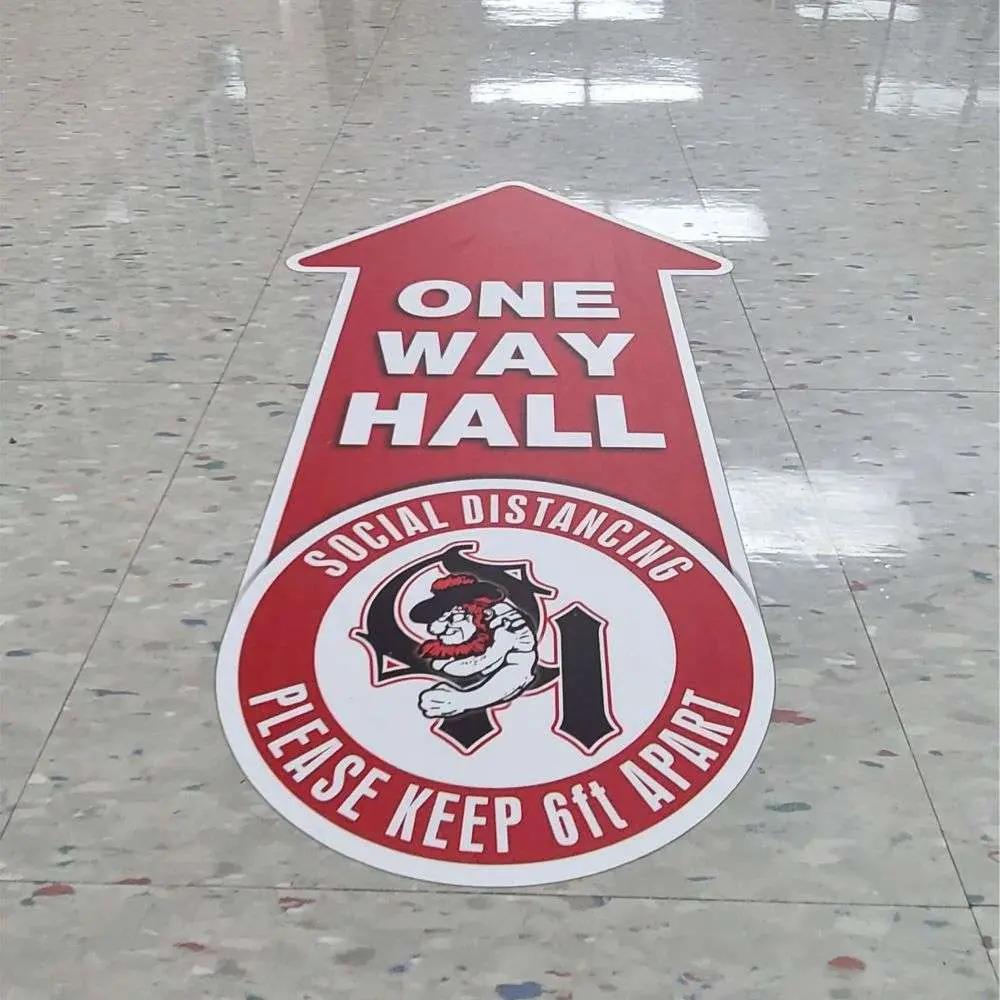 ONE
WAY
HALL
SOCIAL DISTANCING
PLEASE KEEP 6ft APART